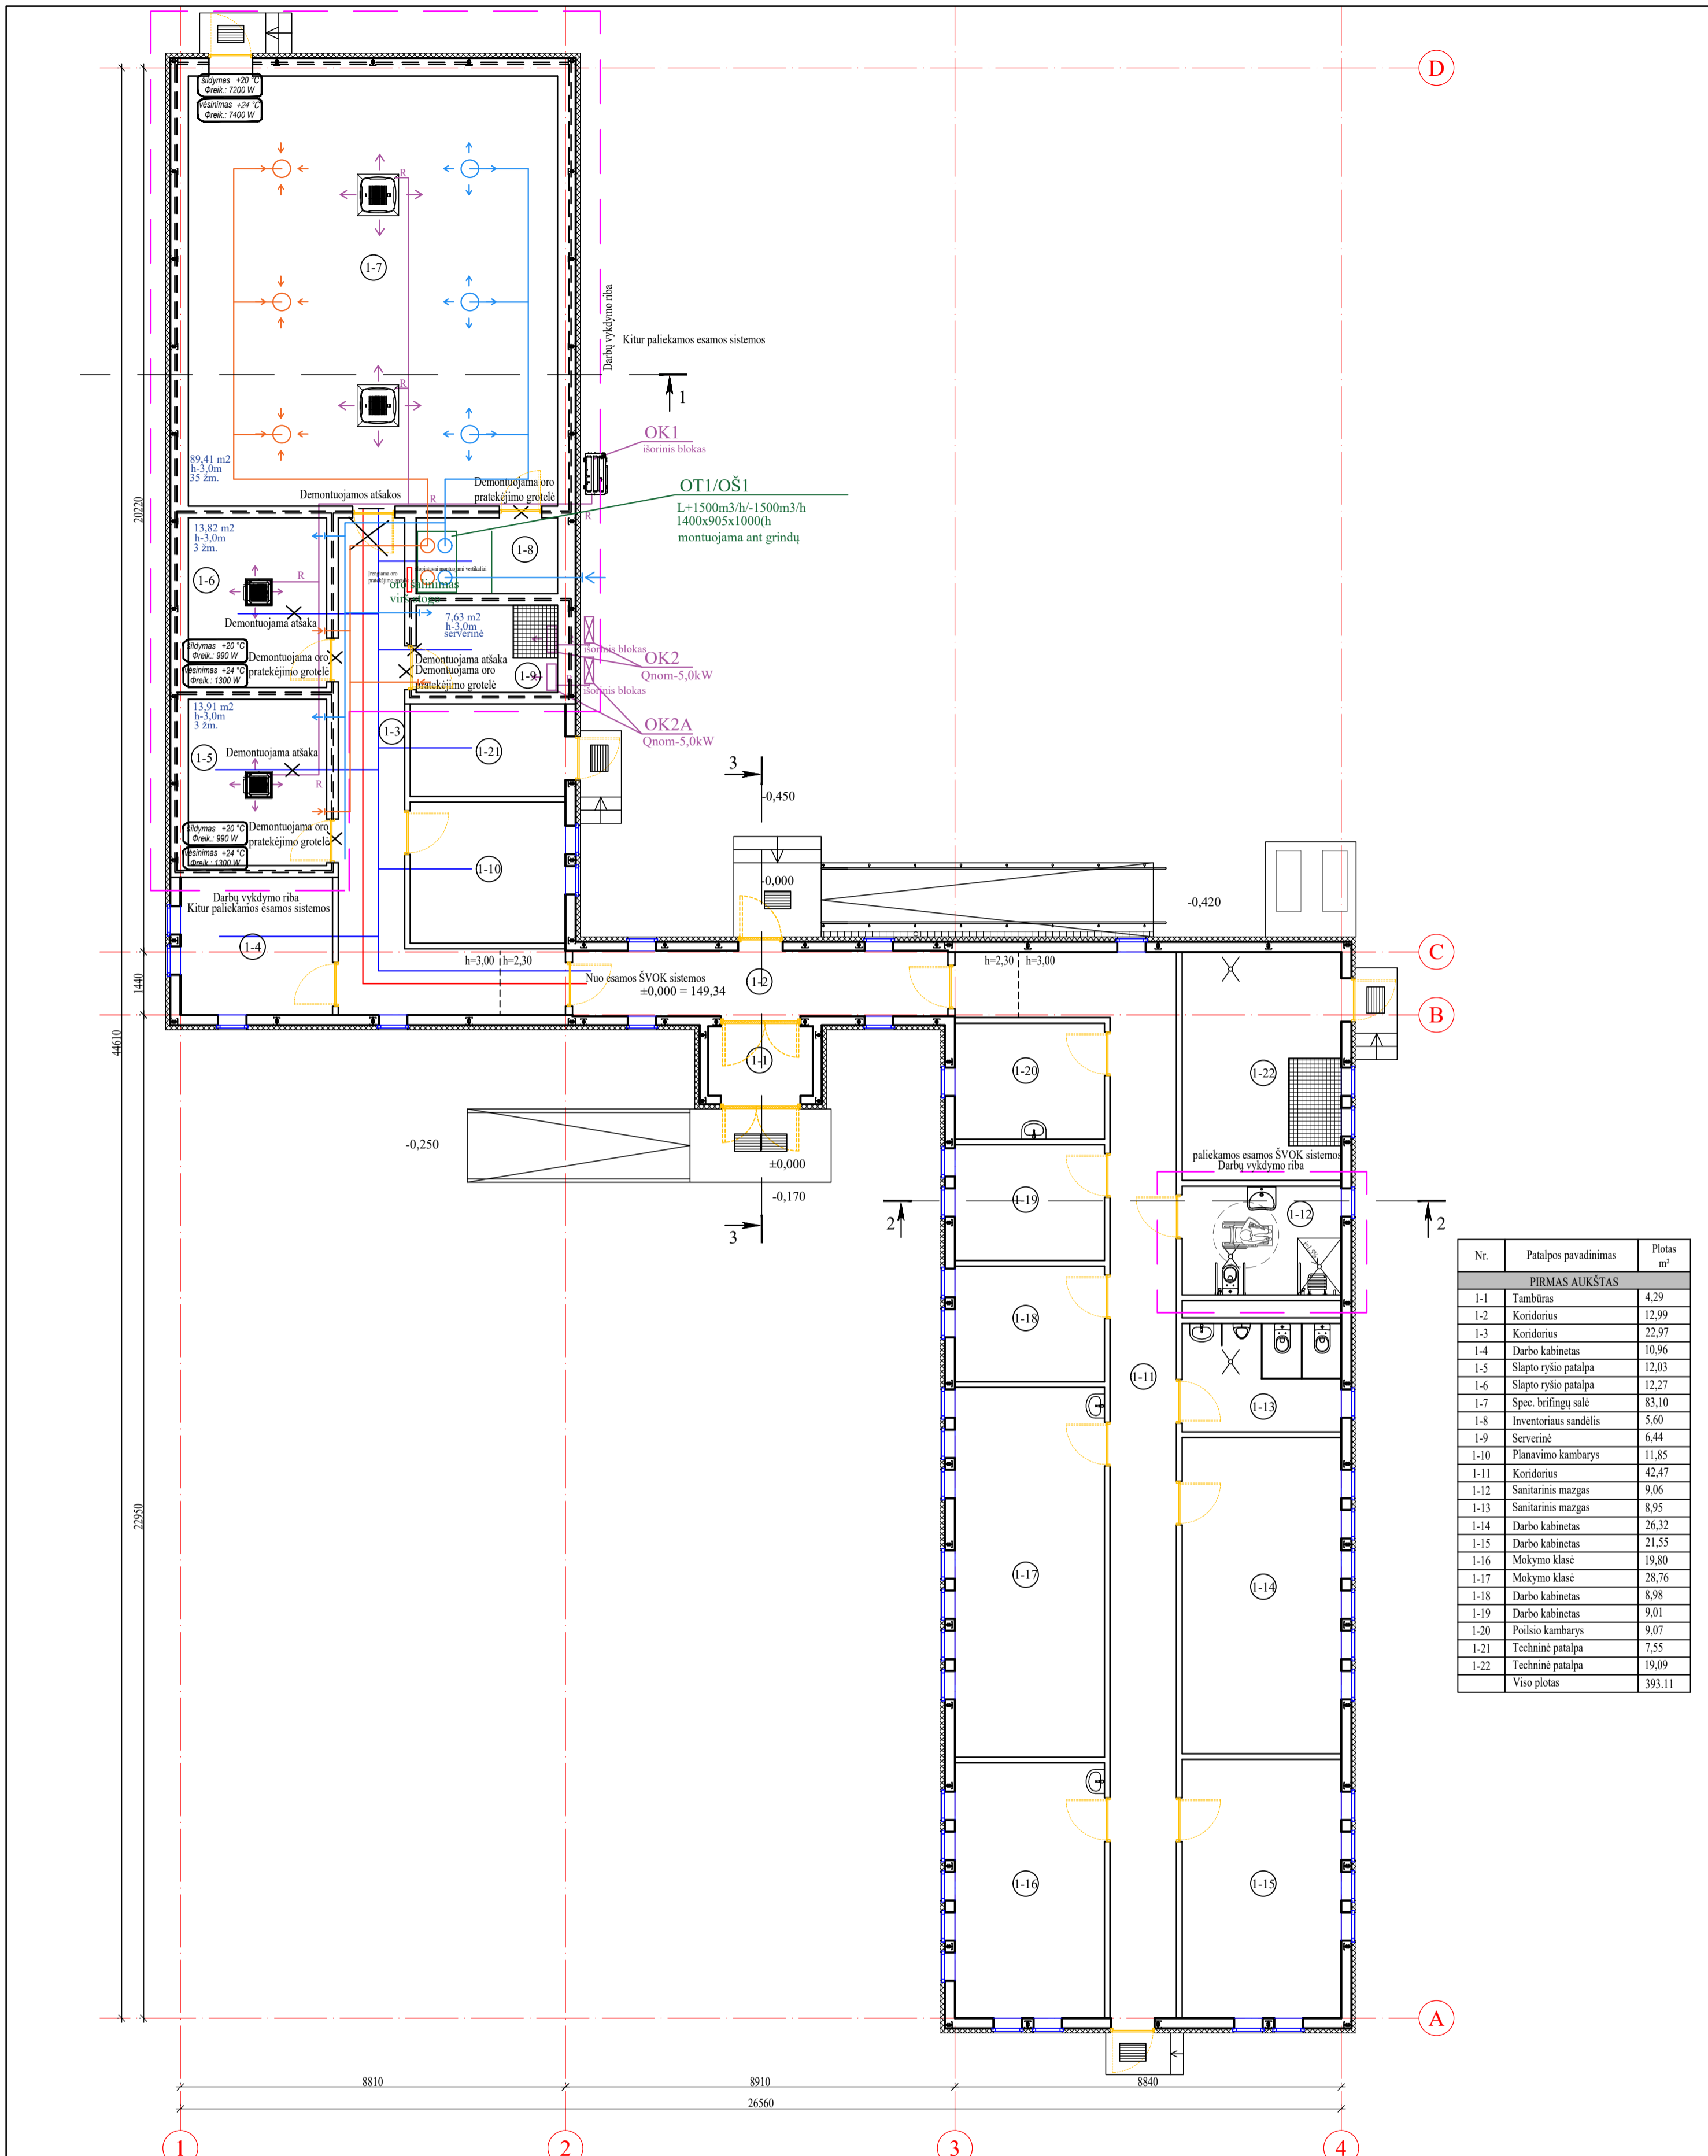 D
šildymas +20 °C
Φreik.: 7200 W
vėsinimas +24 °C
Φreik.: 7400 W
R
1-7
Darbų vykdymo riba
Kitur paliekamos esamos sistemos
R
1
OK1
išorinis blokas
89,41 m2
h-3,0m
35 žm.
Demontuojamos atšakos
Demontuojama oro
pratekėjimo grotelė
R
OT1/OŠ1
L+1500m3/h/-1500m3/h
1400x905x1000(h
montuojama ant grindų
R
20220
13,82 m2
h-3,0m
3 žm.
1-6
R
1-8
oro šalinimas
virš stogo
7,63 m2
h-3,0m
serverinė
Demontuojama atšaka
šildymas +20 °C
Φreik.: 990 W
vėsinimas +24 °C
Φreik.: 1300 W
Demontuojama oro
pratekėjimo grotelė
Demontuojama atšaka
Demontuojama oro
pratekėjimo grotelė
1-9
išorinis blokas
OK2
Qnom-5,0kW
išorinis blokas
OK2A
Qnom-5,0kW
13,91 m2
h-3,0m
3 žm.
1-5
Demontuojama atšaka
R
1-3
1-21
šildymas +20 °C
Φreik.: 990 W
vėsinimas +24 °C
Φreik.: 1300 W
Demontuojama oro
pratekėjimo grotelė
1-10
3
-0,450
-0,000
-0,420
Darbų vykdymo riba
Kitur paliekamos esamos sistemos
1-4
h=3,00
h=2,30
Nuo esamos ŠVOK sistemos
±0,000 = 149,34
1-2
h=2,30
h=3,00
C
1440
B
44610
1-1
1-20
1-22
-0,250
±0,000
-0,170
3
paliekamos esamos ŠVOK sistemos
Darbų vykdymo riba
2
1-19
1-12
2
1-18
1-11
1-13
22950
1-17
1-14
1-16
1-15
A
Nr. Patalpos pavadinimas Plotas
m²
PIRMAS AUKŠTAS
1-1 Tambūras 4,29
1-2 Koridorius 12,99
1-3 Koridorius 22,97
1-4 Darbo kabinetas 10,96
1-5 Slapto ryšio patalpa 12,03
1-6 Slapto ryšio patalpa 12,27
1-7 Spec. brifingų salė 83,10
1-8 Inventoriaus sandėlis 5,60
1-9 Serverinė 6,44
1-10 Planavimo kambarys 11,85
1-11 Koridorius 42,47
1-12 Sanitarinis mazgas 9,06
1-13 Sanitarinis mazgas 8,95
1-14 Darbo kabinetas 26,32
1-15 Darbo kabinetas 21,55
1-16 Mokymo klasė 19,80
1-17 Mokymo klasė 28,76
1-18 Darbo kabinetas 8,98
1-19 Darbo kabinetas 9,01
1-20 Poilsio kambarys 9,07
1-21 Techninė patalpa 7,55
1-22 Techninė patalpa 19,09
Viso plotas 393.11
8810
8910
8840
26560
1
2
3
4